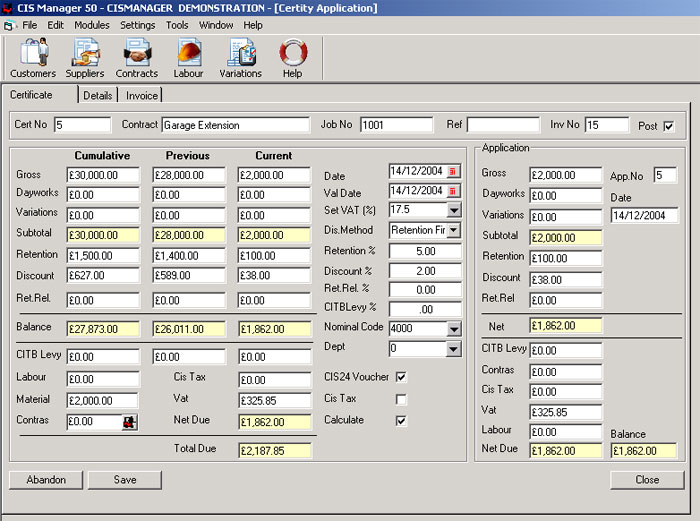 CIS Manager 50 - CISMANAGER DEMONSTRATION - [Certity Application]
File Edit Modules Settings Tools Window Help
Customers Suppliers Contracts Labour Variations Help
Certificate Details Invoice
Cert No 5 Contract Garage Extension Job No 1001 Ref Inv No 15 Post
Cumulative Previous Current
Gross £30,000.00 £28,000.00 £2,000.00
Dayworks £0.00 £0.00 £0.00
Variations £0.00 £0.00 £0.00
Subtotal £30,000.00 £28,000.00 £2,000.00
Retention £1,500.00 £1,400.00 £100.00
Discount £627.00 £589.00 £38.00
Ret.Rel. £0.00 £0.00 £0.00
Balance £27,873.00 £26,011.00 £1,862.00
CITB Levy £0.00 £0.00 £0.00
Labour £0.00 Cis Tax £0.00
Material £2,000.00 Vat £325.85
Contras £0.00 Net Due £1,862.00
Total Due £2,187.85
Date 14/12/2004
Val Date 14/12/2004
Set VAT (%) 17.5
Dis.Method Retention Fir
Retention % 5.00
Discount % 2.00
Ret.Rel. % 0.00
CITBLevy % .00
Nominal Code 4000
Dept 0
CIS24 Voucher
Cis Tax
Calculate
Application
Gross £2,000.00 App.No 5
Dayworks £0.00 Date
Variations £0.00 14/12/2004
Subtotal £2,000.00
Retention £100.00
Discount £38.00
Ret.Rel £0.00
Net £1,862.00
CITB Levy £0.00
Contras £0.00
Cis Tax £0.00
Vat £325.85
Labour £0.00 Balance
Net Due £1,862.00 £1,862.00
Abandon Save Close